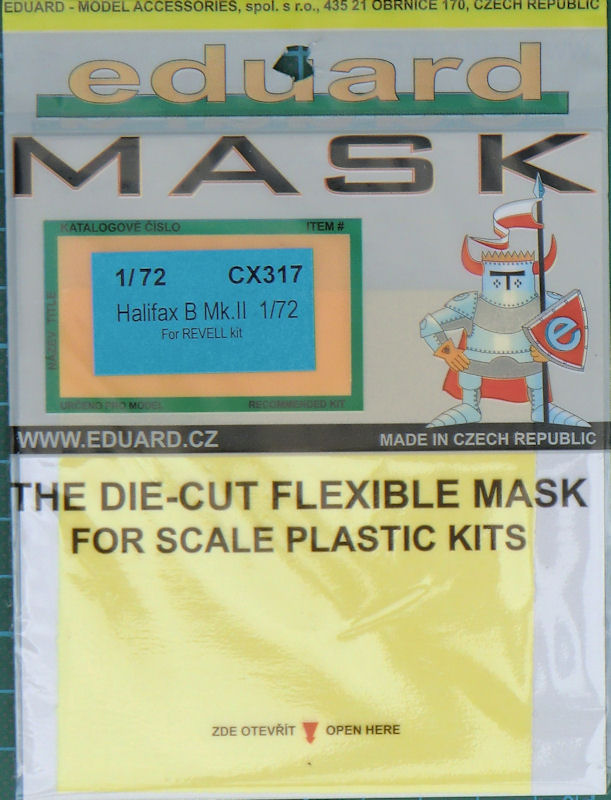 EDUARD - MODEL ACCESSORIES, spol. s r.o., 435 21 OBRNICE 170, CZECH REPUBLIC
eduard
MASK
KATALOGOVÉ ČÍSLO ITEM #
1/72 CX317
Halifax B Mk.II 1/72
For REVELL kit
NÁZEV TITLE
URČENO PRO MODEL RECOMMENDED KIT
e
WWW.EDUARD.CZ MADE IN CZECH REPUBLIC
THE DIE-CUT FLEXIBLE MASK
FOR SCALE PLASTIC KITS
ZDE OTEVŘÍT OPEN HERE